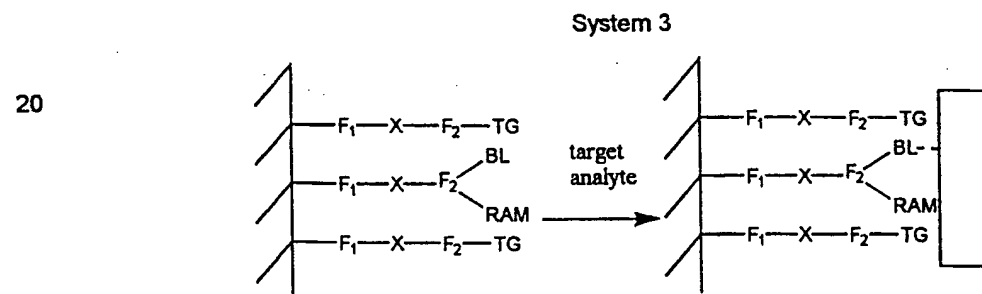 System 3
20
F₁—X—F₂—TG F₁—X—F₂—TG
BL target BL--
F₁—X—F₂ analyte F₁—X—F₂
RAM RAM
F₁—X—F₂—TG F₁—X—F₂—TG